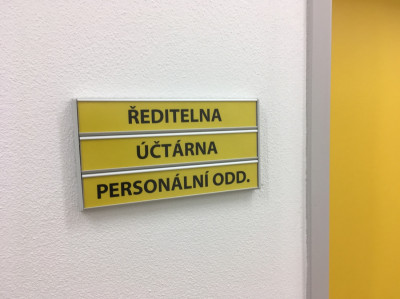 ŘEDITELNA
ÚČTÁRNA
PERSONÁLNÍ ODD.